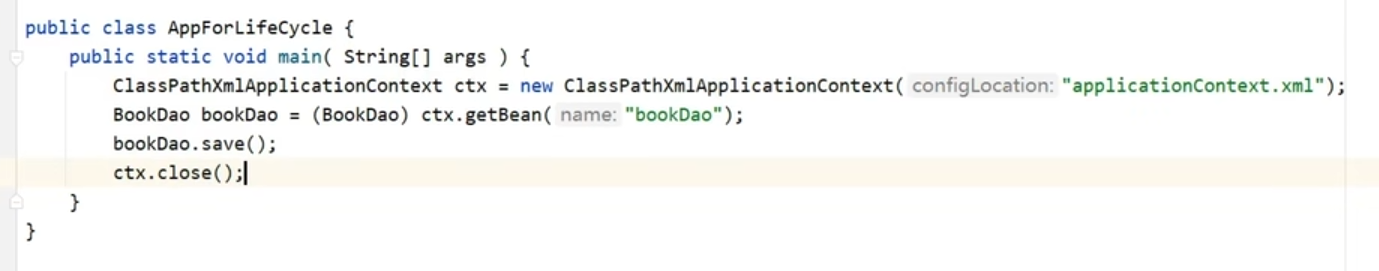 public class AppForLifeCycle {
    public static void main( String[] args ) {
        ClassPathXmlApplicationContext ctx = new ClassPathXmlApplicationContext( configLocation: "applicationContext.xml");
        BookDao bookDao = (BookDao) ctx.getBean( name: "bookDao");
        bookDao.save();
        ctx.close();
    }
}